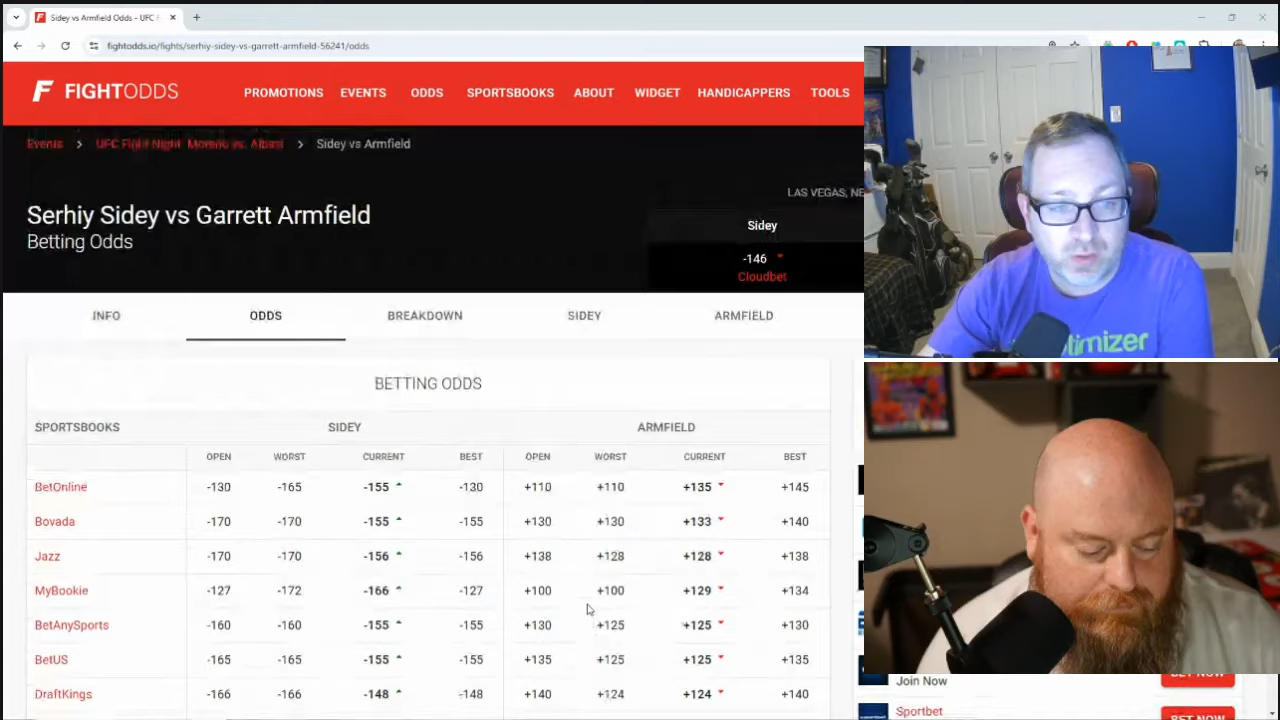 Sidey vs Armfield Odds - UFC F
fightodds.io/fights/serhiy-sidey-vs-garrett-armfield-56241/odds
FIGHTODDS
PROMOTIONS EVENTS ODDS SPORTSBOOKS ABOUT WIDGET HANDICAPPERS TOOLS
Events > UFC Fight Night: Moreno vs. Albazi > Sidey vs Armfield
LAS VEGAS, NE
Serhiy Sidey vs Garrett Armfield
Betting Odds
Sidey
-146
Cloudbet
INFO ODDS BREAKDOWN SIDEY ARMFIELD
BETTING ODDS
SPORTSBOOKS SIDEY ARMFIELD
OPEN WORST CURRENT BEST OPEN WORST CURRENT BEST
BetOnline -130 -165 -155 -130 +110 +110 +135 +145
Bovada -170 -170 -155 -155 +130 +130 +133 +140
Jazz -170 -170 -156 -156 +138 +128 +128 +138
MyBookie -127 -172 -166 -127 +100 +100 +129 +134
BetAnySports -160 -160 -155 -155 +130 +125 +125 +130
BetUS -165 -165 -155 -155 +135 +125 +125 +135
DraftKings -166 -166 -148 -148 +140 +124 +124 +140
Join Now
BET NOW
Sportbet
BET NOW
timizer